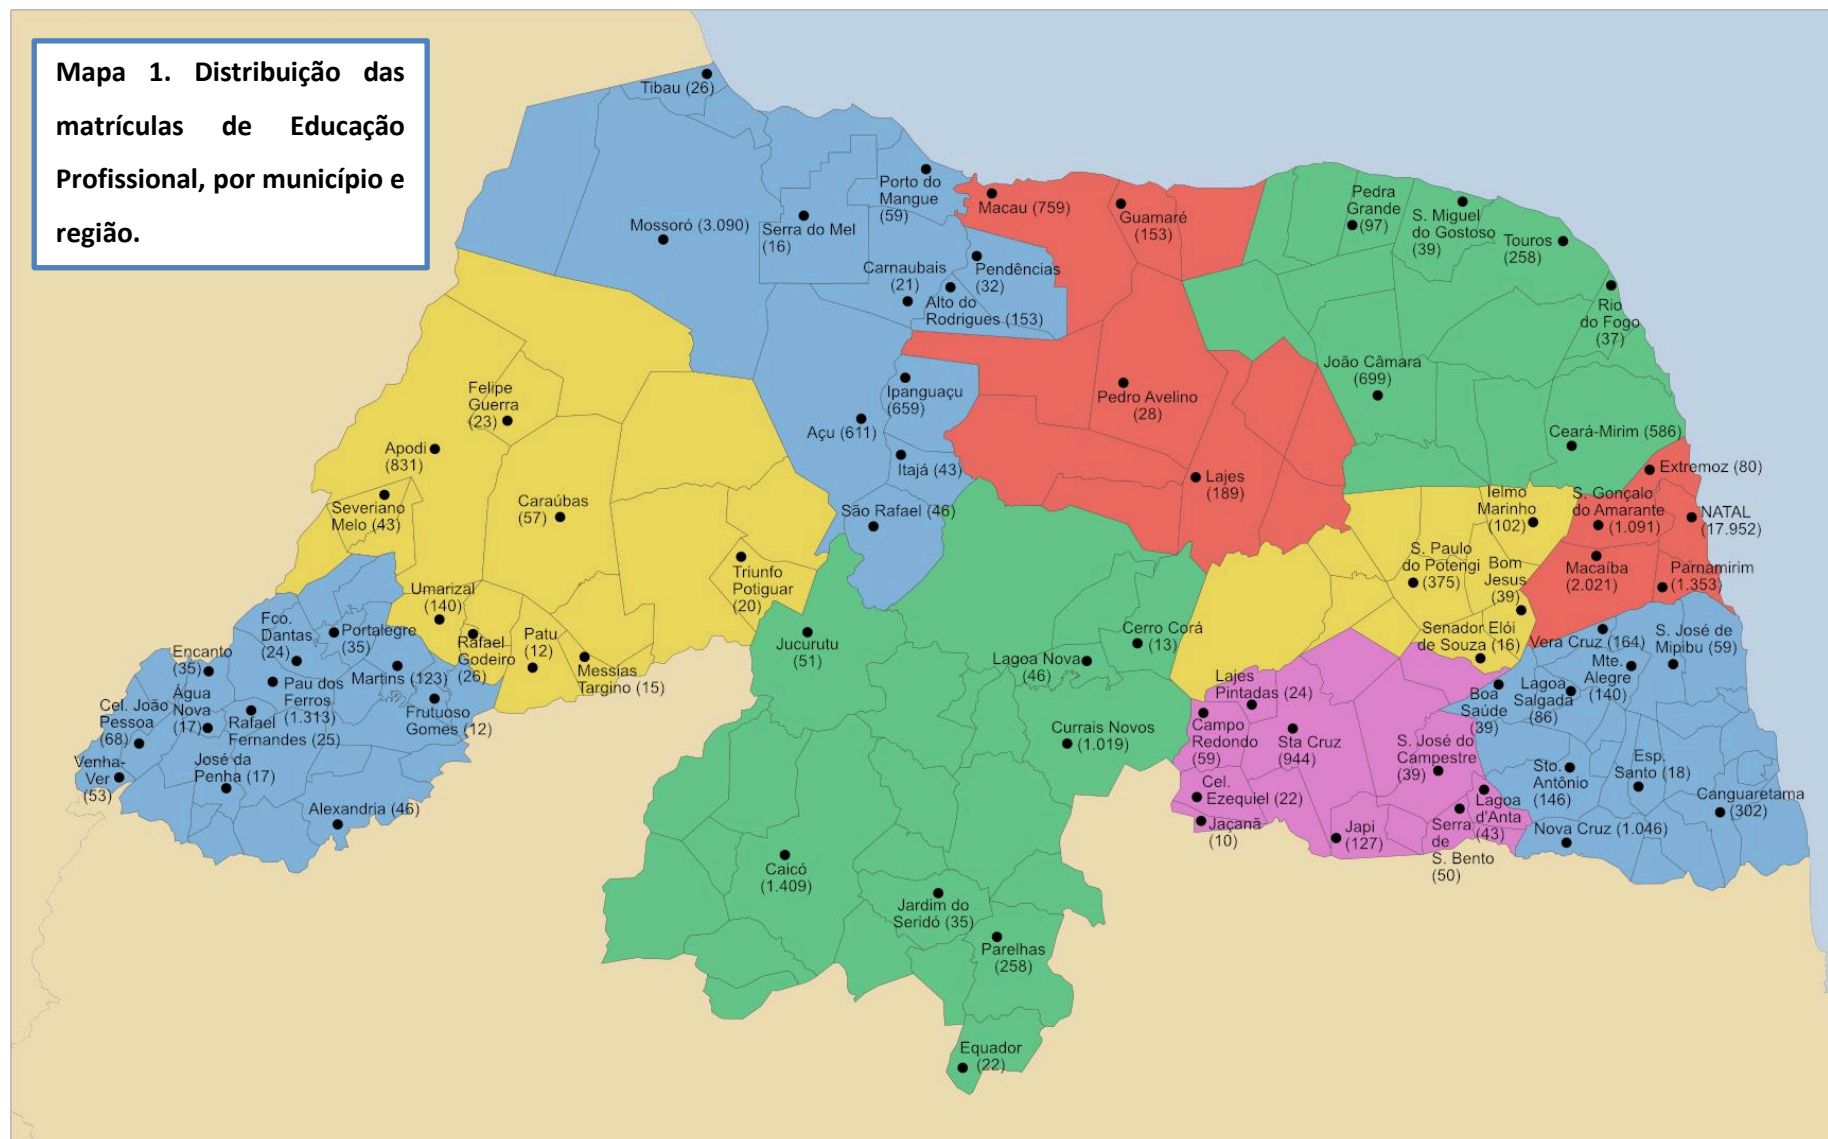 Mapa 1. Distribuição das
matrículas de Educação
Profissional, por município e
região.
Tibau (26)
Mossoró (3.090)
Serra do Mel
(16)
Porto do
Mangue
(59)
Carnaubais
(21)
Pendências
(32)
Alto do
Rodrigues (153)
Ipanguaçu
(659)
Açu (611)
Itajá (43)
São Rafael (46)
Macau (759)
Guamaré
(153)
Pedro Avelino
(28)
Lajes
(189)
Pedra
Grande
(97)
S. Miguel
do Gostoso
(39)
Touros
(258)
Rio
do Fogo
(37)
João Câmara
(699)
Ceará-Mirim (586)
Extremoz (80)
S. Gonçalo
do Amarante
(1.091)
NATAL
(17.952)
Macaíba
(2.021)
Parnamirim
(1.353)
Ielmo
Marinho
(102)
S. Paulo
do Potengi
(375)
Bom
Jesus
(39)
Senador Elói
de Souza (16)
Felipe
Guerra
(23)
Apodi
(831)
Severiano
Melo (43)
Caraúbas
(57)
Triunfo
Potiguar
(20)
Umarizal
(140)
Rafael
Godeiro
(26)
Patu
(12)
Messias
Targino (15)
Fco.
Dantas
(24)
Portalegre
(35)
Encanto
(35)
Martins (123)
Água
Nova
(17)
Pau dos
Ferros
(1.313)
Cel. João
Pessoa
(68)
Rafael
Fernandes (25)
Frutuoso
Gomes (12)
Venha-
Ver
(53)
José da
Penha (17)
Alexandria (46)
Jucurutu
(51)
Lagoa Nova
(46)
Cerro Corá
(13)
Currais Novos
(1.019)
Caicó
(1.409)
Jardim do
Seridó (35)
Parelhas
(258)
Equador
(22)
Lajes
Pintadas (24)
Campo
Redondo
(59)
Sta Cruz
(944)
S. José do
Campestre
(39)
Cel.
Ezequiel (22)
Jaçanã
(10)
Japi
(127)
Serra
de
S. Bento
(50)
Lagoa
d'Anta
(43)
Vera Cruz (164)
S. José de
Mipibu (59)
Mte.
Alegre
(140)
Lagoa
Salgada
(86)
Boa
Saúde
(39)
Sto.
Antônio
(146)
Esp.
Santo (18)
Canguaretama
(302)
Nova Cruz (1.046)